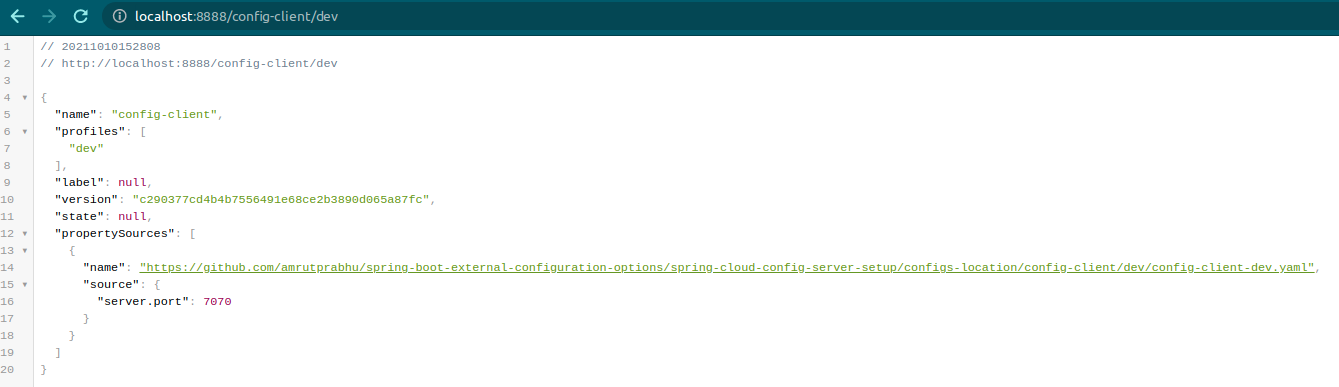 localhost:8888/config-client/dev
1 // 20211010152808
2 // http://localhost:8888/config-client/dev
3
4 {
5 "name": "config-client",
6 "profiles": [
7 "dev"
8 ],
9 "label": null,
10 "version": "c290377cd4b4b7556491e68ce2b3890d065a87fc",
11 "state": null,
12 "propertySources": [
13 {
14 "name": "https://github.com/amrutprabhu/spring-boot-external-configuration-options/spring-cloud-config-server-setup/configs-location/config-client/dev/config-client-dev.yaml",
15 "source": {
16 "server.port": 7070
17 }
18 }
19 ]
20 }